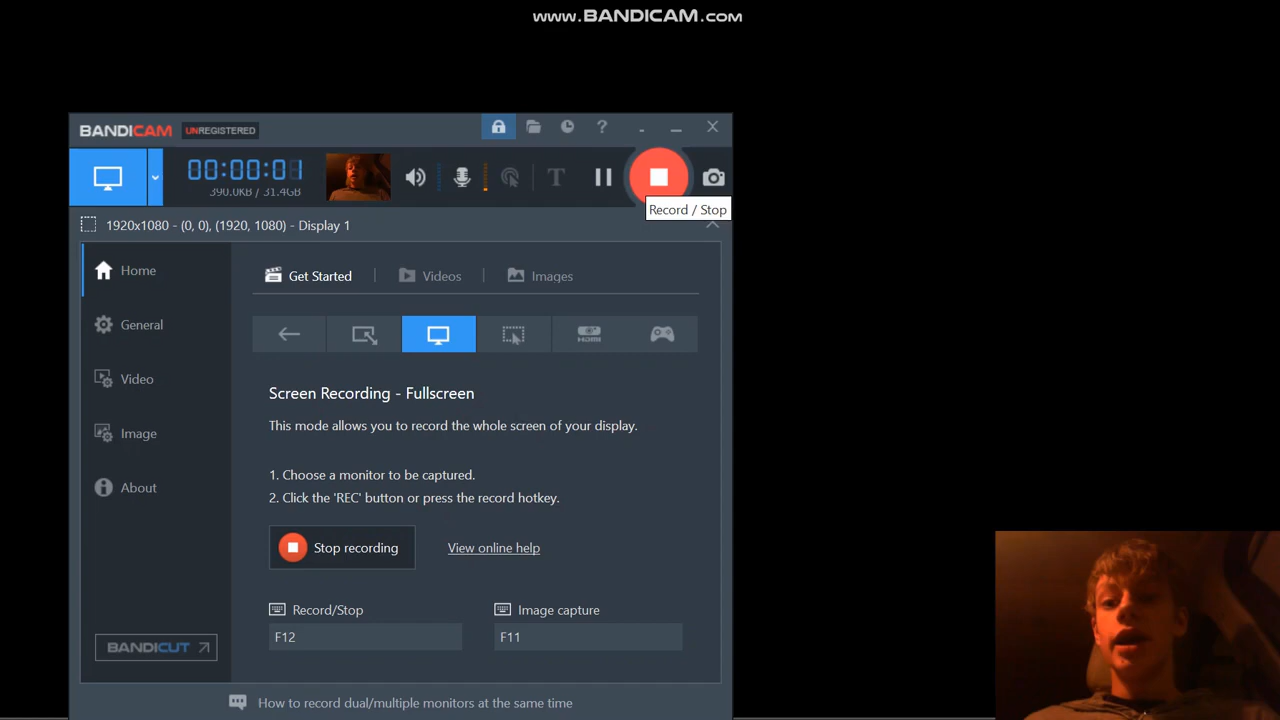 www.BANDICAM.com
BANDICAM UNREGISTERED
00:00:01
390.0KB / 31.4GB
Record / Stop
1920x1080 - (0, 0), (1920, 1080) - Display 1
Home
Get Started
Videos
Images
General
HDMI
Video
Screen Recording - Fullscreen
This mode allows you to record the whole screen of your display.
Image
1. Choose a monitor to be captured.
About
2. Click the 'REC' button or press the record hotkey.
Stop recording
View online help
Record/Stop
Image capture
F12
F11
BANDICUT
How to record dual/multiple monitors at the same time